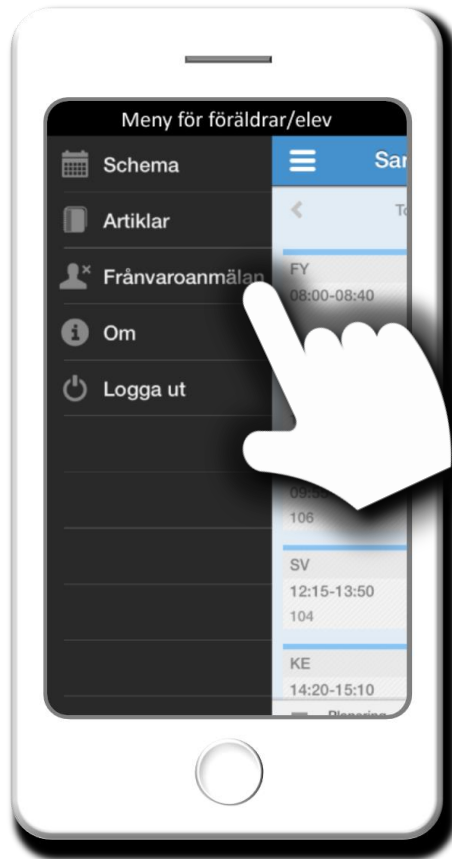 Meny för föräldrar/elev
Schema
Artiklar
Frånvaroanmälan
Om
Logga ut
FY
08:00-08:40
106
SV
12:15-13:50
104
KE
14:20-15:10